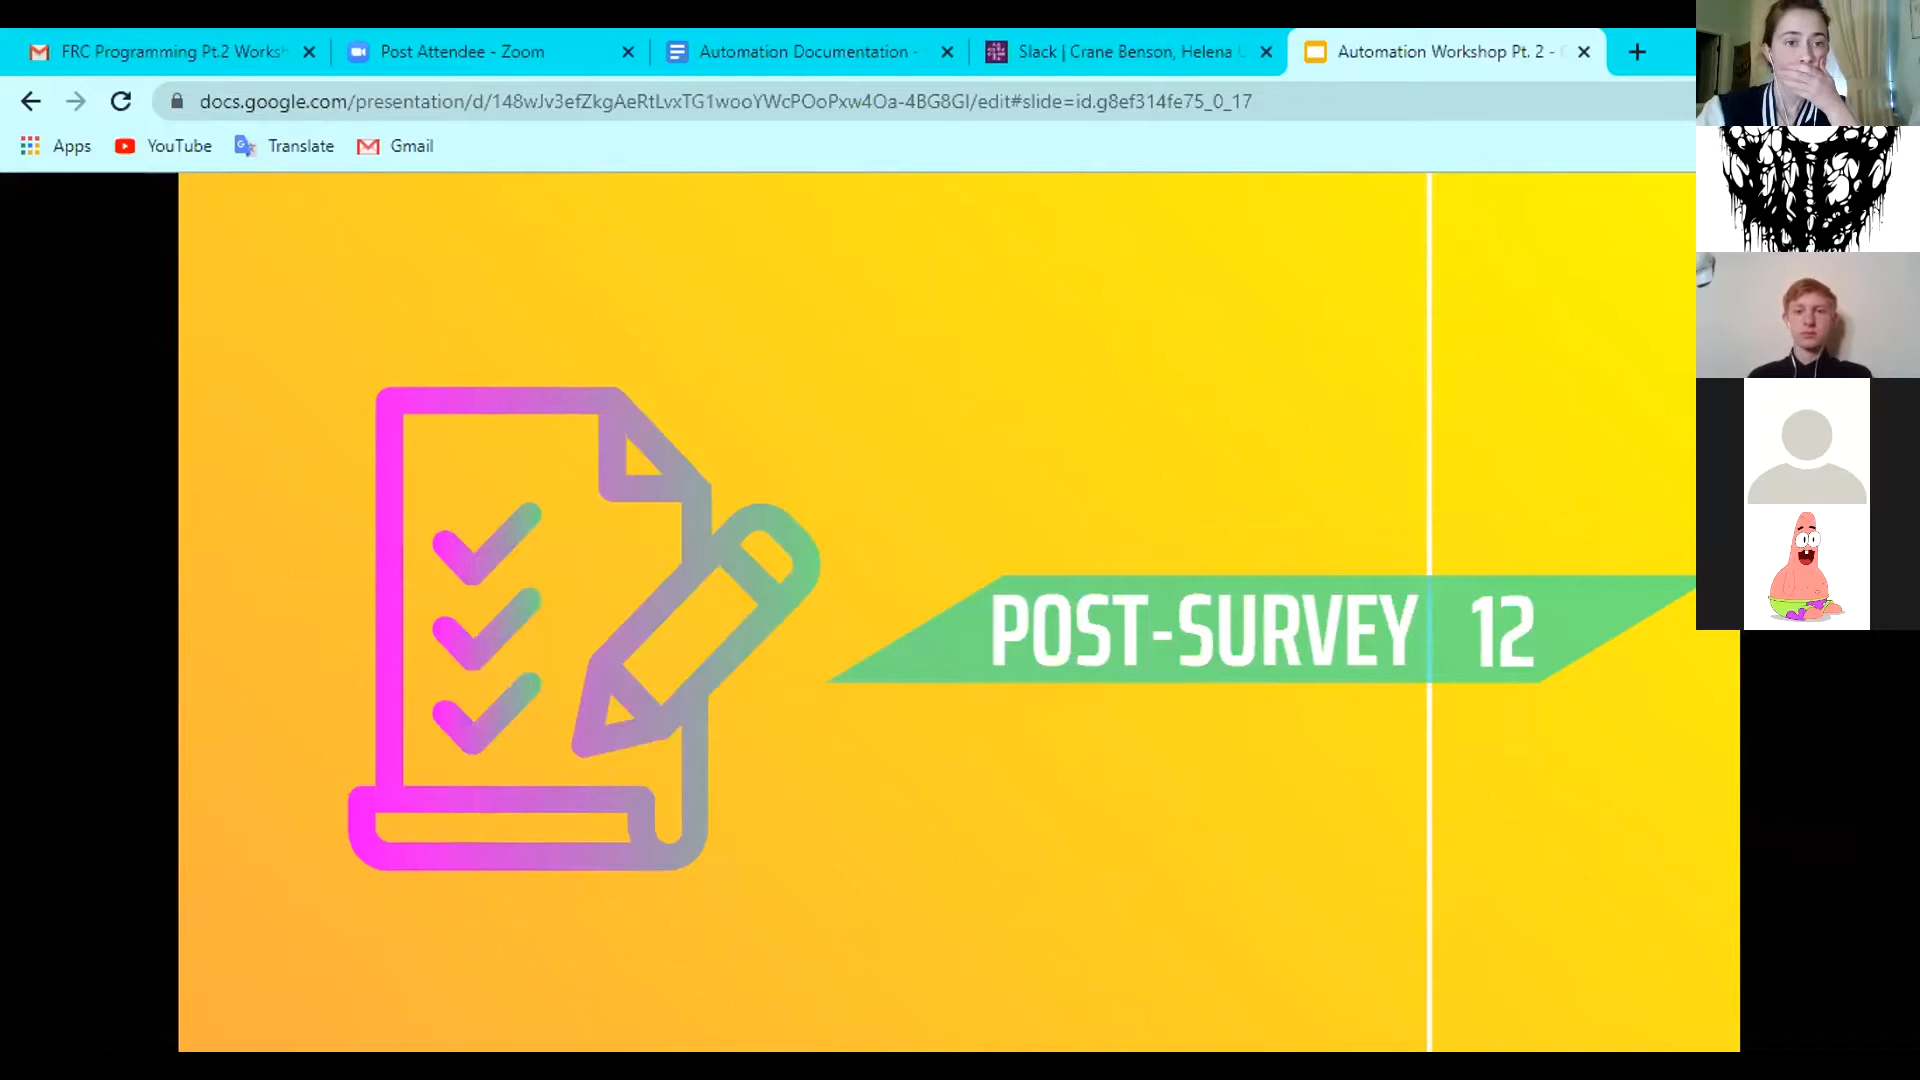 FRC Programming Pt.2 Works
Post Attendee - Zoom
Automation Documentation -
Slack | Crane Benson, Helena
Automation Workshop Pt. 2 -
docs.google.com/presentation/d/148wJv3efZkgAeRtLvxTG1wooYWcPOoPxw4Oa-4BG8GI/edit#slide=id.g8ef314fe75_0_17
Apps
YouTube
Translate
Gmail
POST-SURVEY 12